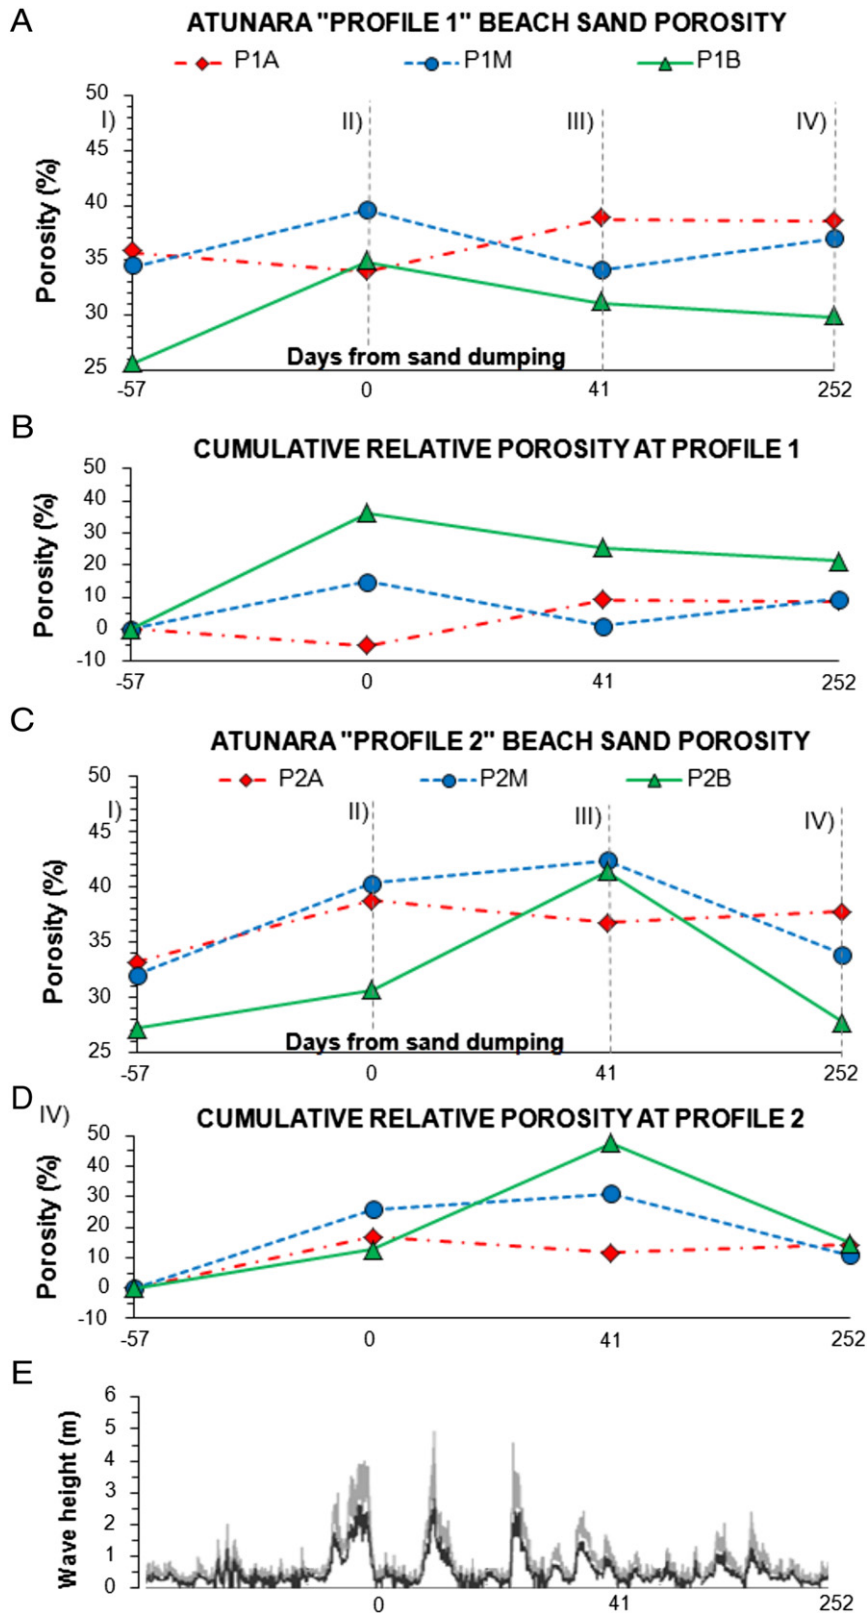 A
ATUNARA "PROFILE 1" BEACH SAND POROSITY
P1A P1M P1B
Porosity (%)
50
45
40
35
30
25
I) II) III) IV)
Days from sand dumping
-57 0 41 252
B
CUMULATIVE RELATIVE POROSITY AT PROFILE 1
Porosity (%)
50
40
30
20
10
0
-10
-57 0 41 252
C
ATUNARA "PROFILE 2" BEACH SAND POROSITY
P2A P2M P2B
Porosity (%)
50
45
40
35
30
25
I) II) III) IV)
Days from sand dumping
-57 0 41 252
D
IV)
CUMULATIVE RELATIVE POROSITY AT PROFILE 2
Porosity (%)
50
40
30
20
10
0
-10
-57 0 41 252
E
Wave height (m)
6
5
4
3
2
1
0
0 41 252